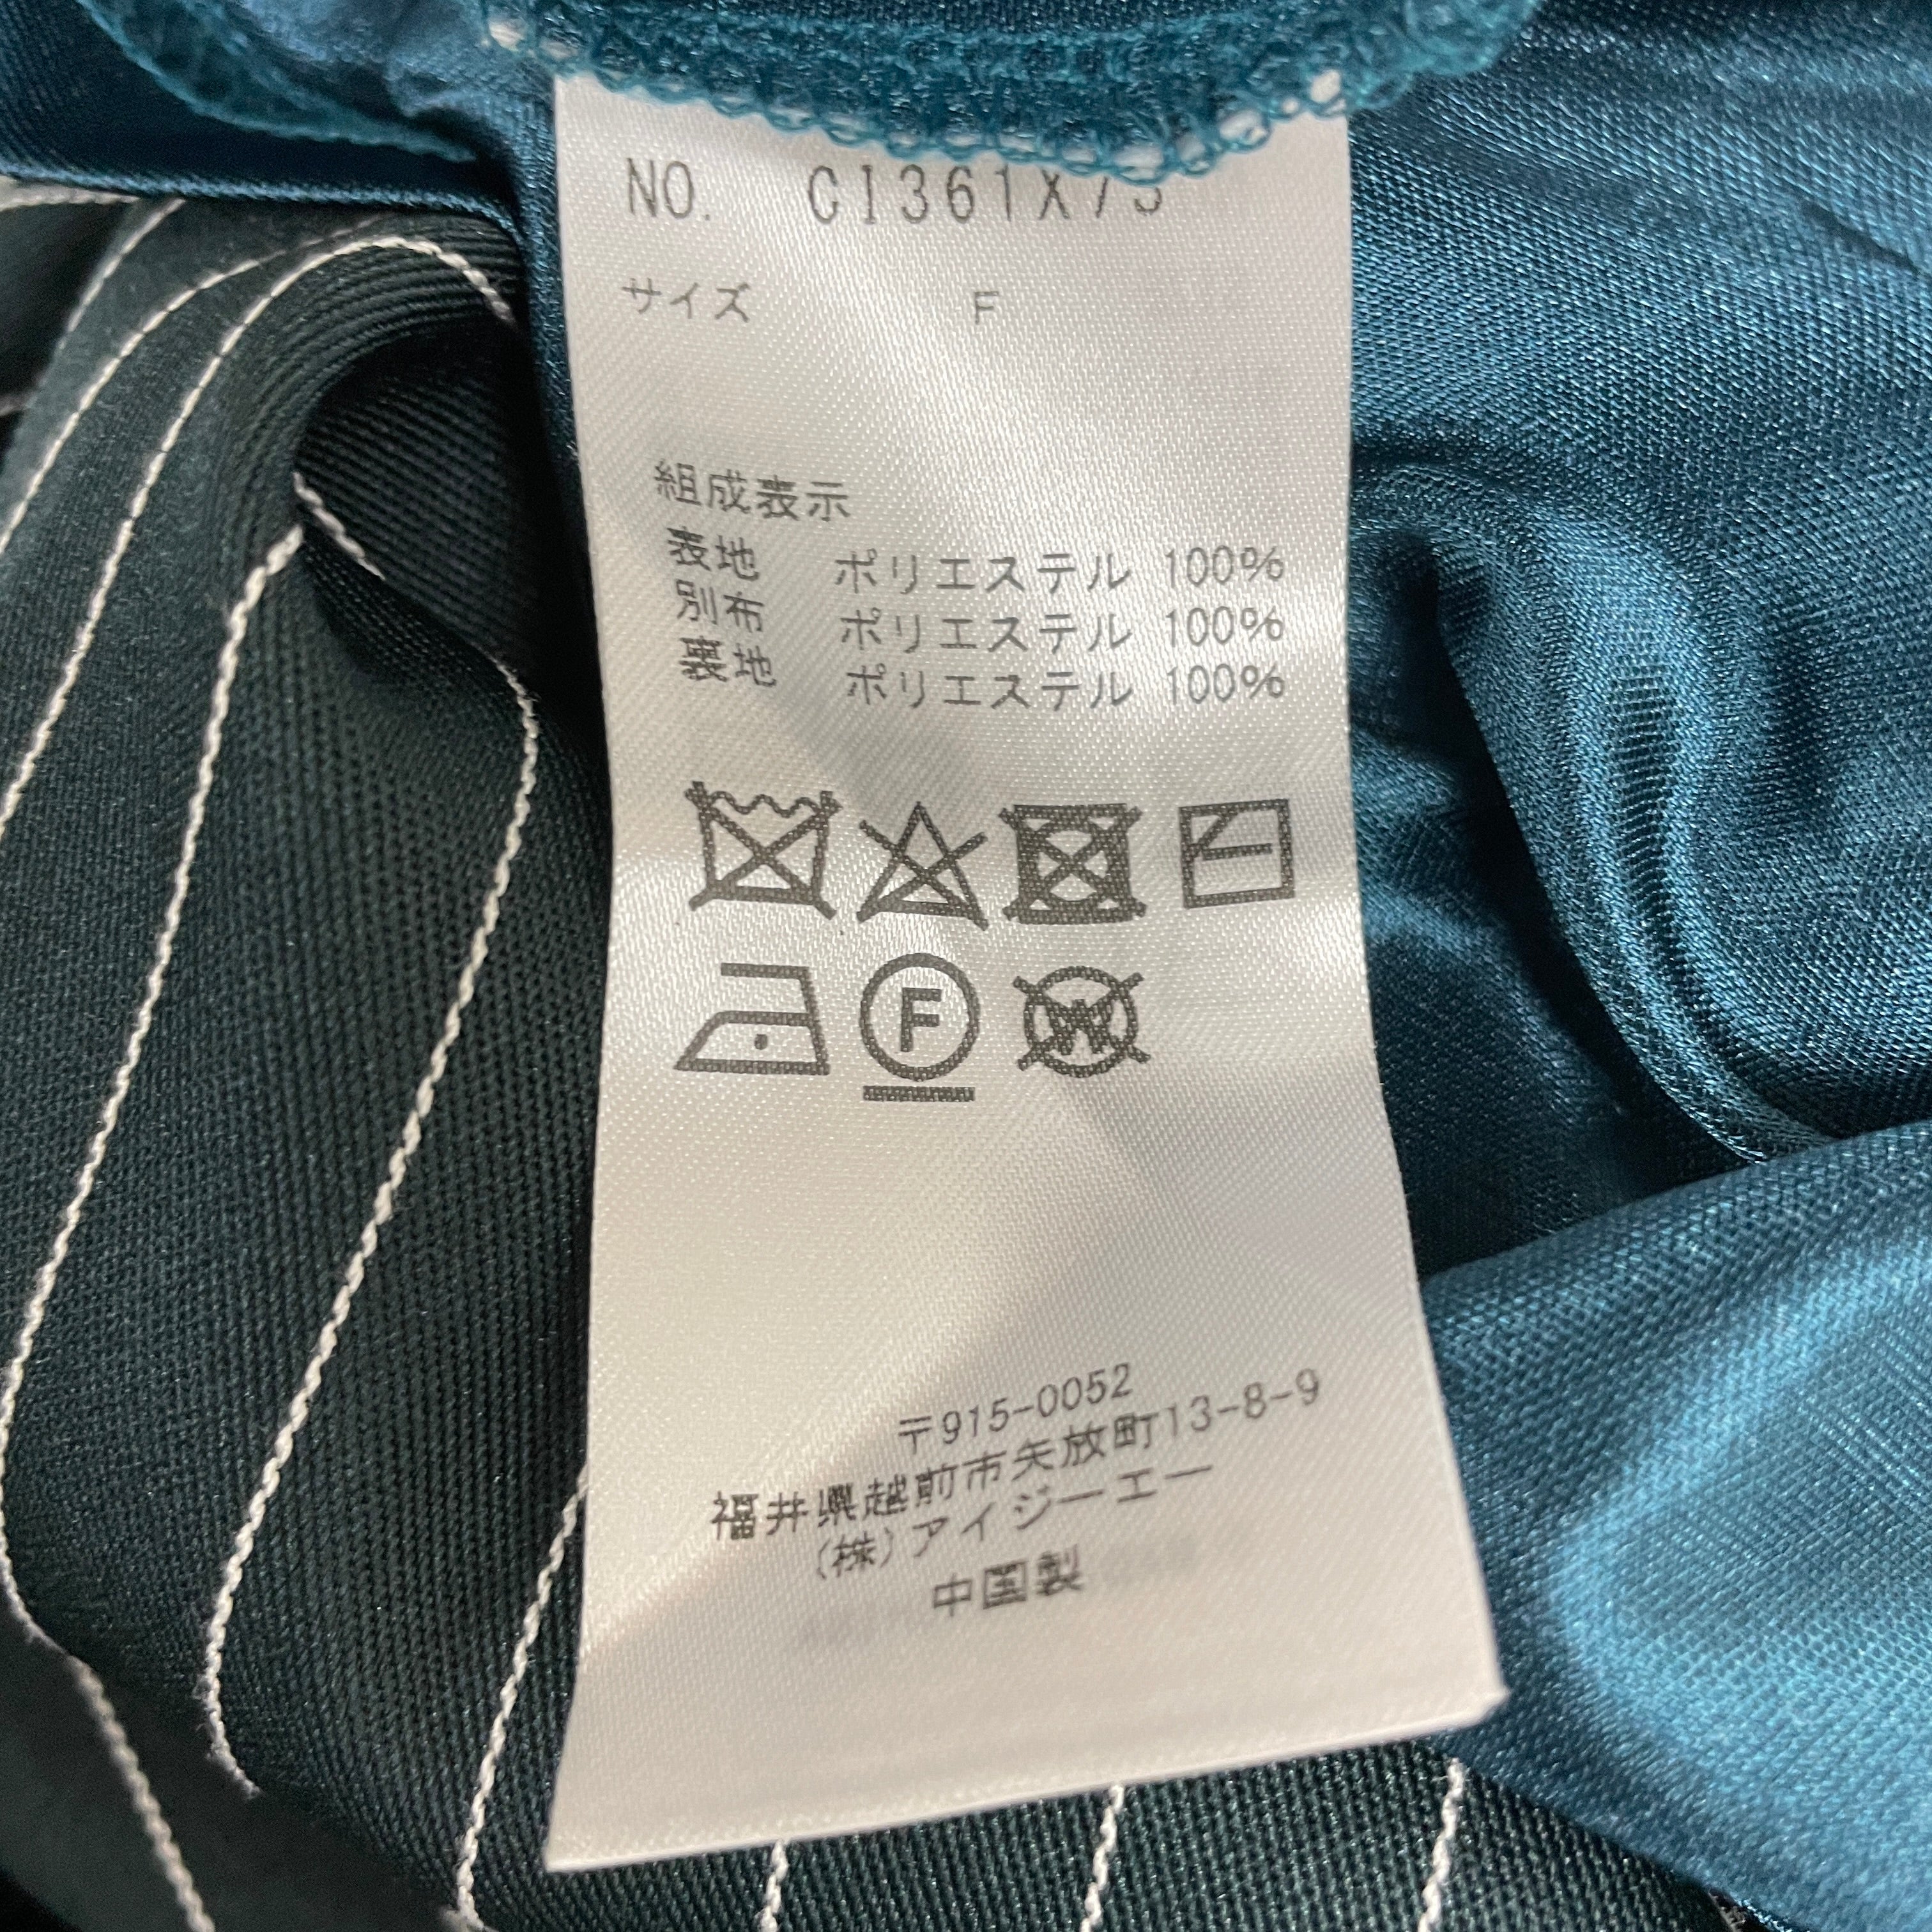 NO. CI361X
サイズ F
組成表示
表地 ポリエステル 100%
別布 ポリエステル 100%
裏地 ポリエステル 100%
F W
〒915-0052
福井県越前市矢放町13-8-9
(株)アイジーエー
中国製